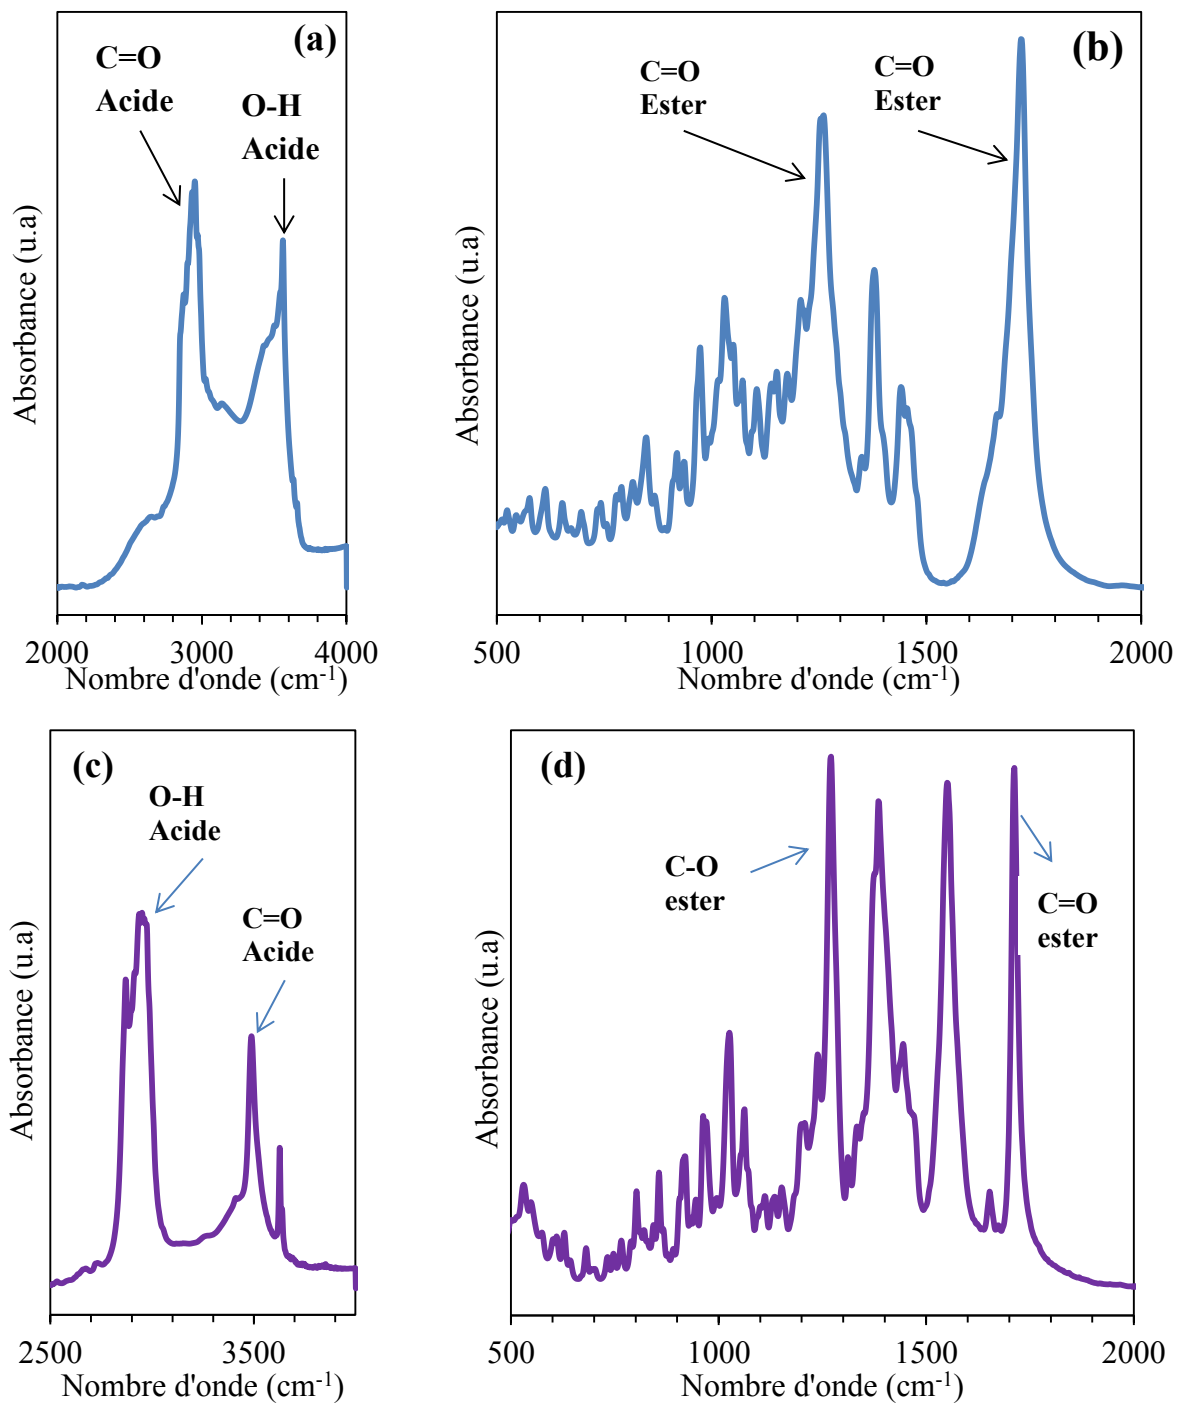 (a)
C=O
Acide
O-H
Acide
Absorbance (u.a)
2000 3000 4000
Nombre d'onde (cm⁻¹)
(b)
C=O
Ester
C=O
Ester
Absorbance (u.a)
500 1000 1500 2000
Nombre d'onde (cm⁻¹)
(c)
O-H
Acide
C=O
Acide
Absorbance (u.a)
2500 3500
Nombre d'onde (cm⁻¹)
(d)
C-O
ester
C=O
ester
Absorbance (u.a)
500 1000 1500 2000
Nombre d'onde (cm⁻¹)